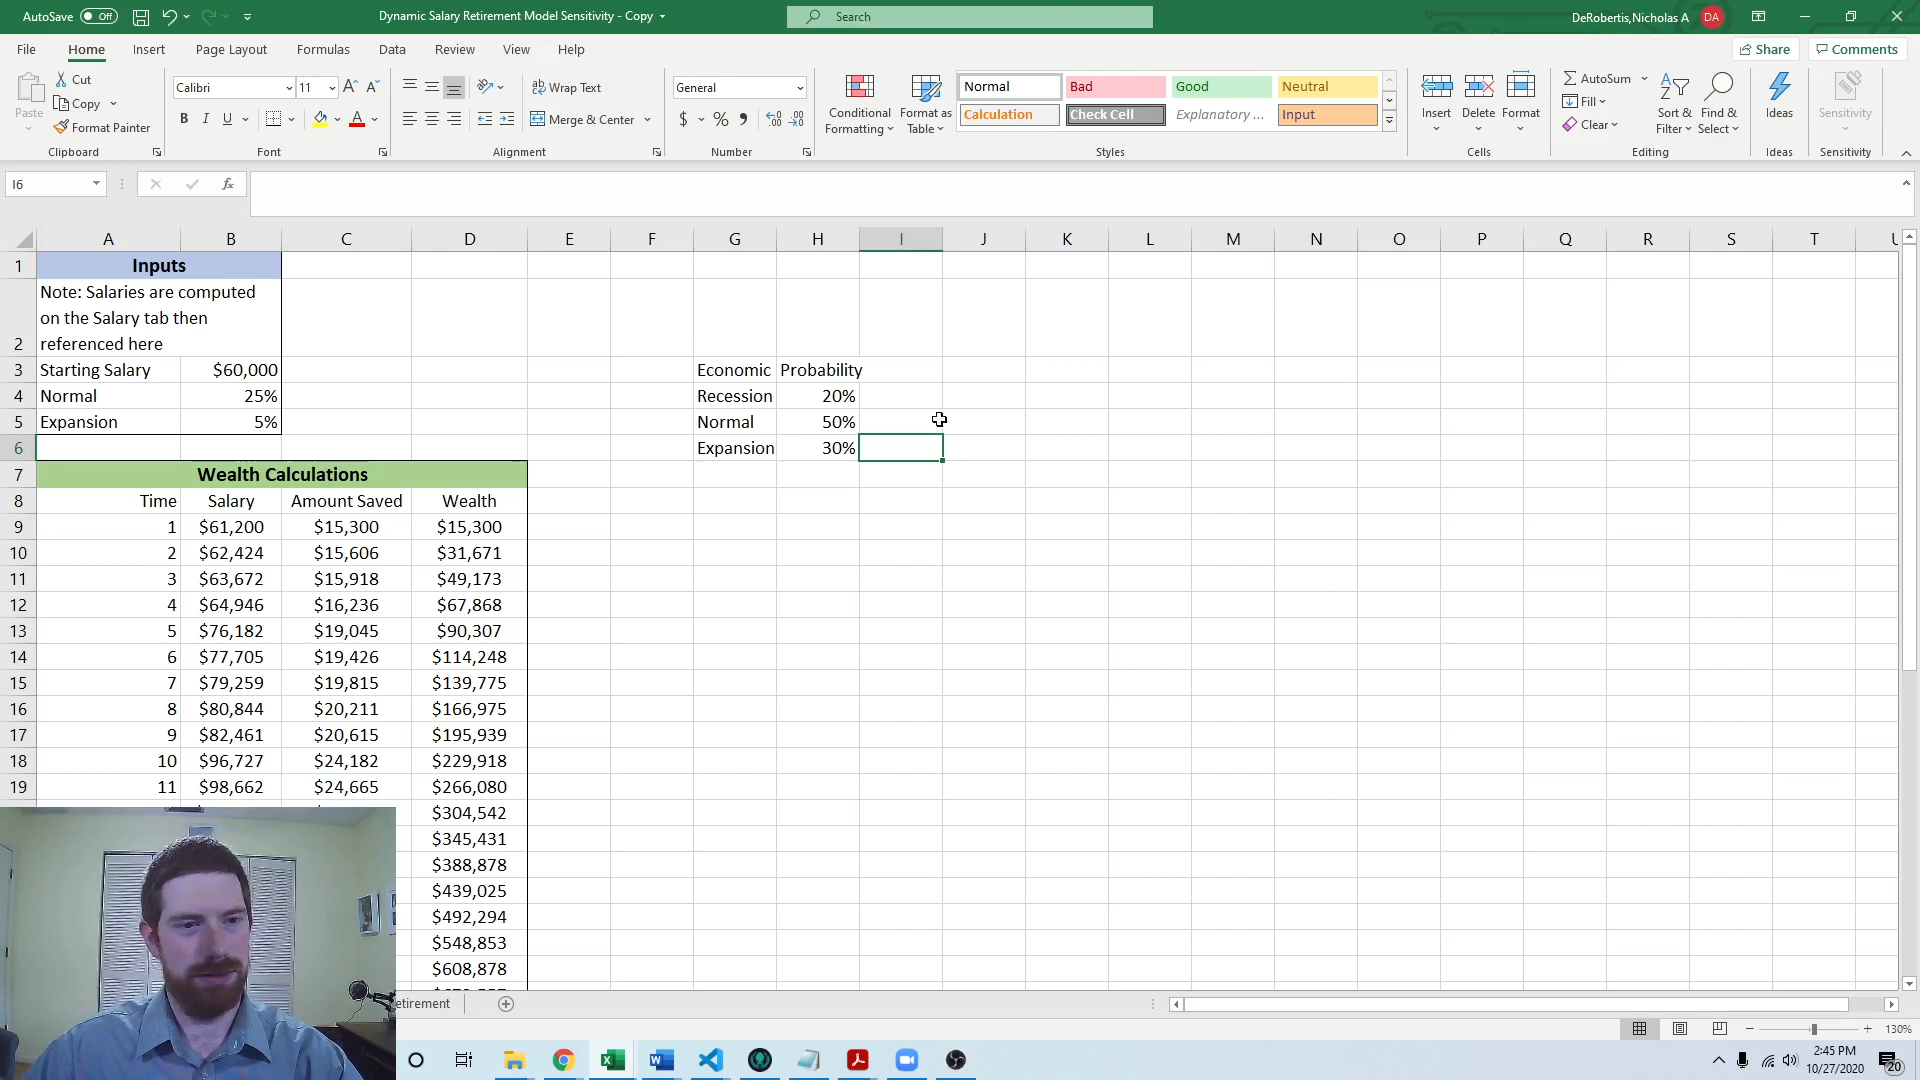 AutoSave Off
Dynamic Salary Retirement Model Sensitivity - Copy
Search
DeRobertis,Nicholas A DA
File Home Insert Page Layout Formulas Data Review View Help
Share Comments
Paste Cut Copy Format Painter
Calibri 11
B I U
Wrap Text
Merge & Center
General
$ % 9
Conditional Formatting
Format as Table
Normal Bad Good Neutral
Calculation Check Cell Explanatory ... Input
Insert Delete Format
AutoSum
Fill
Clear
Sort & Filter
Find & Select
Ideas
Sensitivity
Clipboard Font Alignment Number Styles Cells Editing Ideas Sensitivity
I6
fx
A B C D E F G H I J K L M N O P Q R S T U
1 Inputs
Note: Salaries are computed
on the Salary tab then
2 referenced here
3 Starting Salary $60,000 Economic Probability
4 Normal 25% Recession 20%
5 Expansion 5% Normal 50%
6 Expansion 30%
7 Wealth Calculations
8 Time Salary Amount Saved Wealth
9 1 $61,200 $15,300 $15,300
10 2 $62,424 $15,606 $31,671
11 3 $63,672 $15,918 $49,173
12 4 $64,946 $16,236 $67,868
13 5 $76,182 $19,045 $90,307
14 6 $77,705 $19,426 $114,248
15 7 $79,259 $19,815 $139,775
16 8 $80,844 $20,211 $166,975
17 9 $82,461 $20,615 $195,939
18 10 $96,727 $24,182 $229,918
19 11 $98,662 $24,665 $266,080
$304,542
$345,431
$388,878
$439,025
$492,294
$548,853
$608,878
etirement
130%
2:45 PM
10/27/2020
20